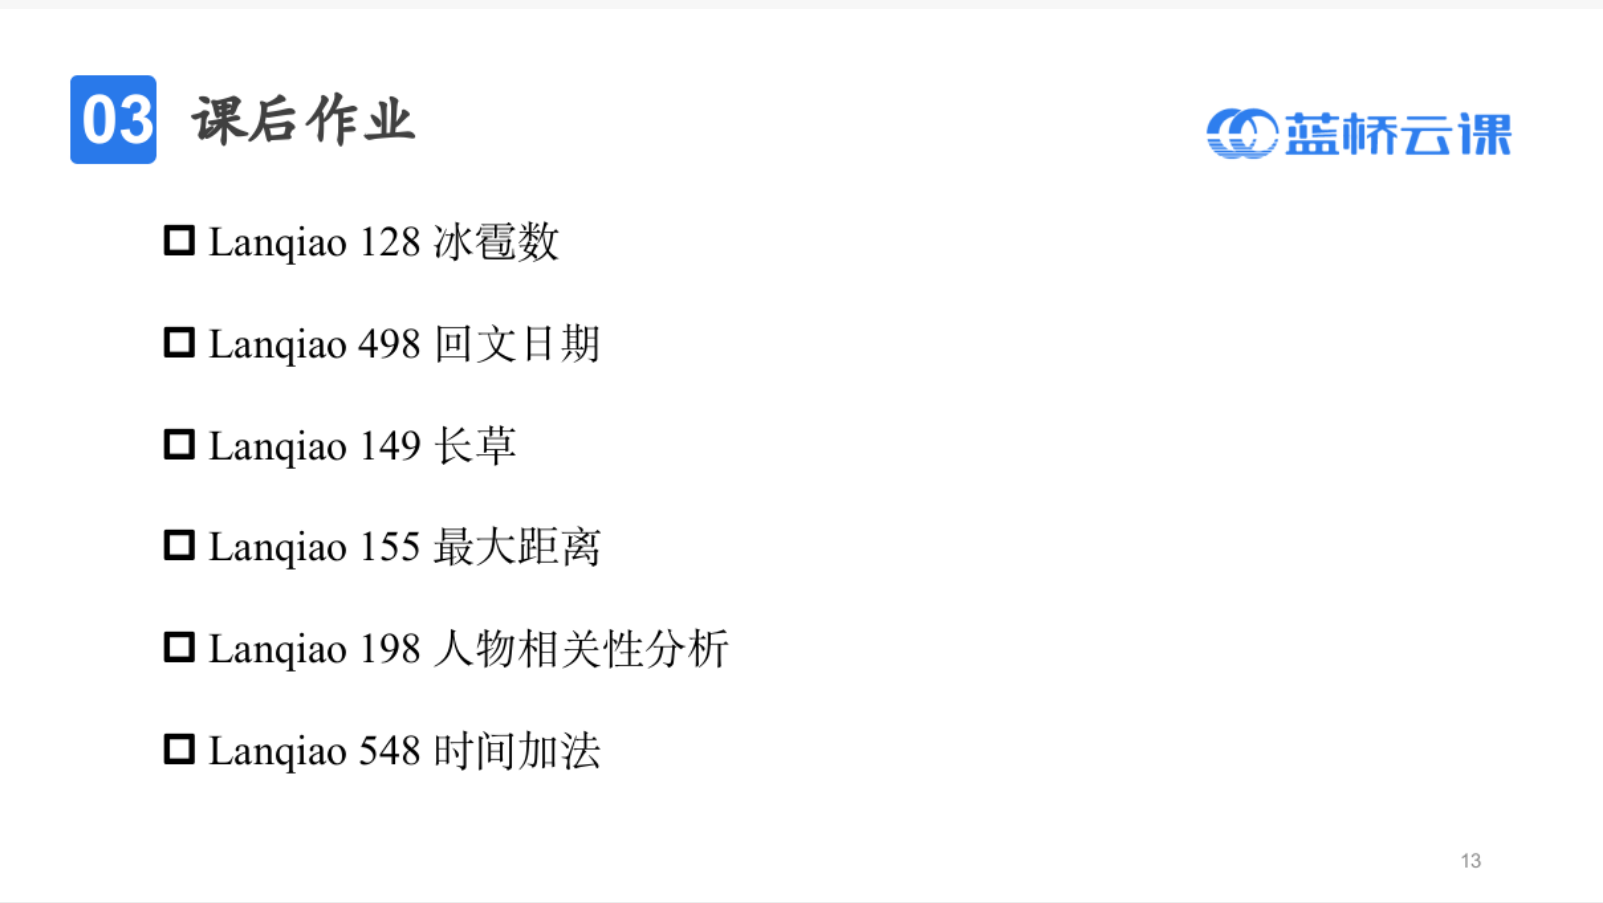 03 课后作业
蓝桥云课
Lanqiao 128 冰雹数
Lanqiao 498 回文日期
Lanqiao 149 长草
Lanqiao 155 最大距离
Lanqiao 198 人物相关性分析
Lanqiao 548 时间加法
13